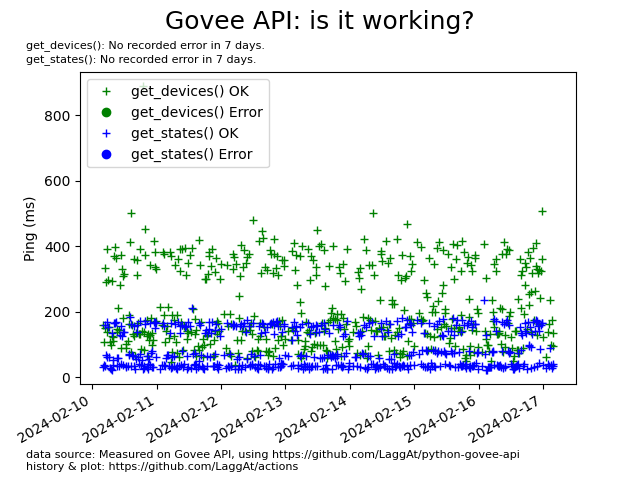 Govee API: is it working?
get_devices(): No recorded error in 7 days.
get_states(): No recorded error in 7 days.
get_devices() OK
get_devices() Error
get_states() OK
get_states() Error
Ping (ms)
800
600
400
200
0
2024-02-10
2024-02-11
2024-02-12
2024-02-13
2024-02-14
2024-02-15
2024-02-16
2024-02-17
data source: Measured on Govee API, using https://github.com/LaggAt/python-govee-api
history & plot: https://github.com/LaggAt/actions